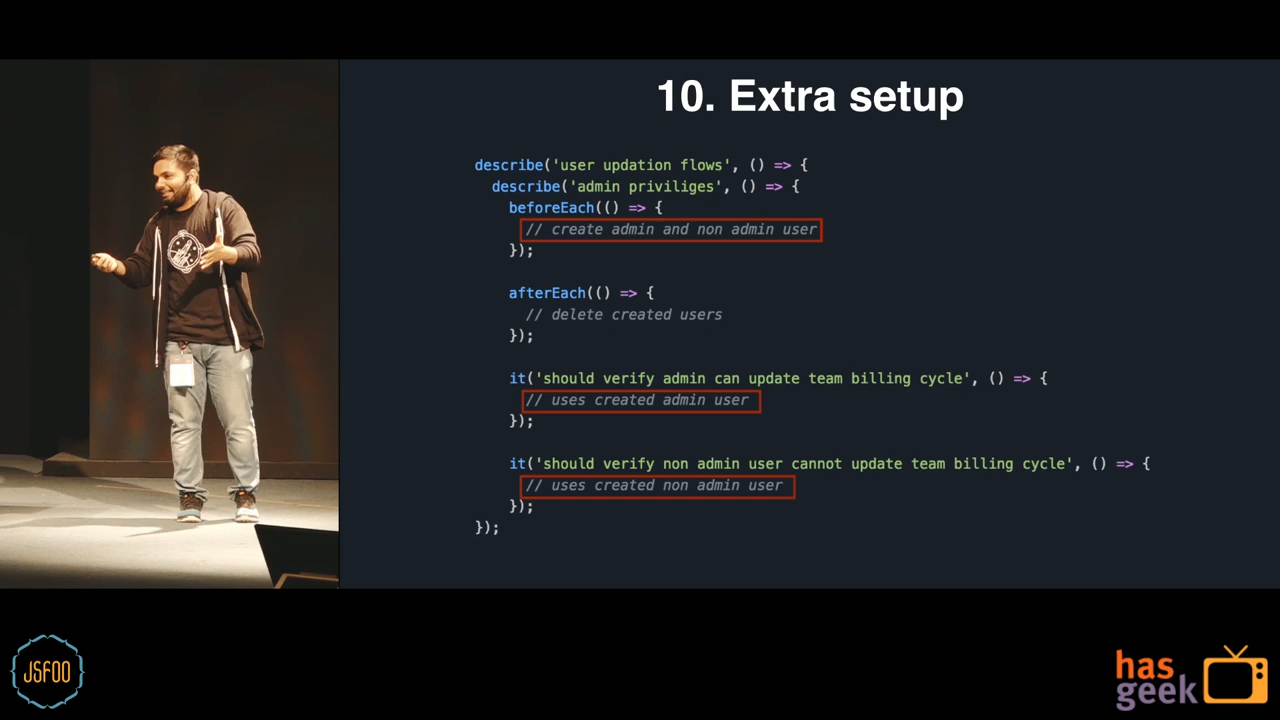 10. Extra setup
describe('user updation flows', () => {
describe('admin priviliges', () => {
beforeEach(() => {
// create admin and non admin user
});
afterEach(() => {
// delete created users
});
it('should verify admin can update team billing cycle', () => {
// uses created admin user
});
it('should verify non admin user cannot update team billing cycle', () => {
// uses created non admin user
});
});
JSFOO
has
geek